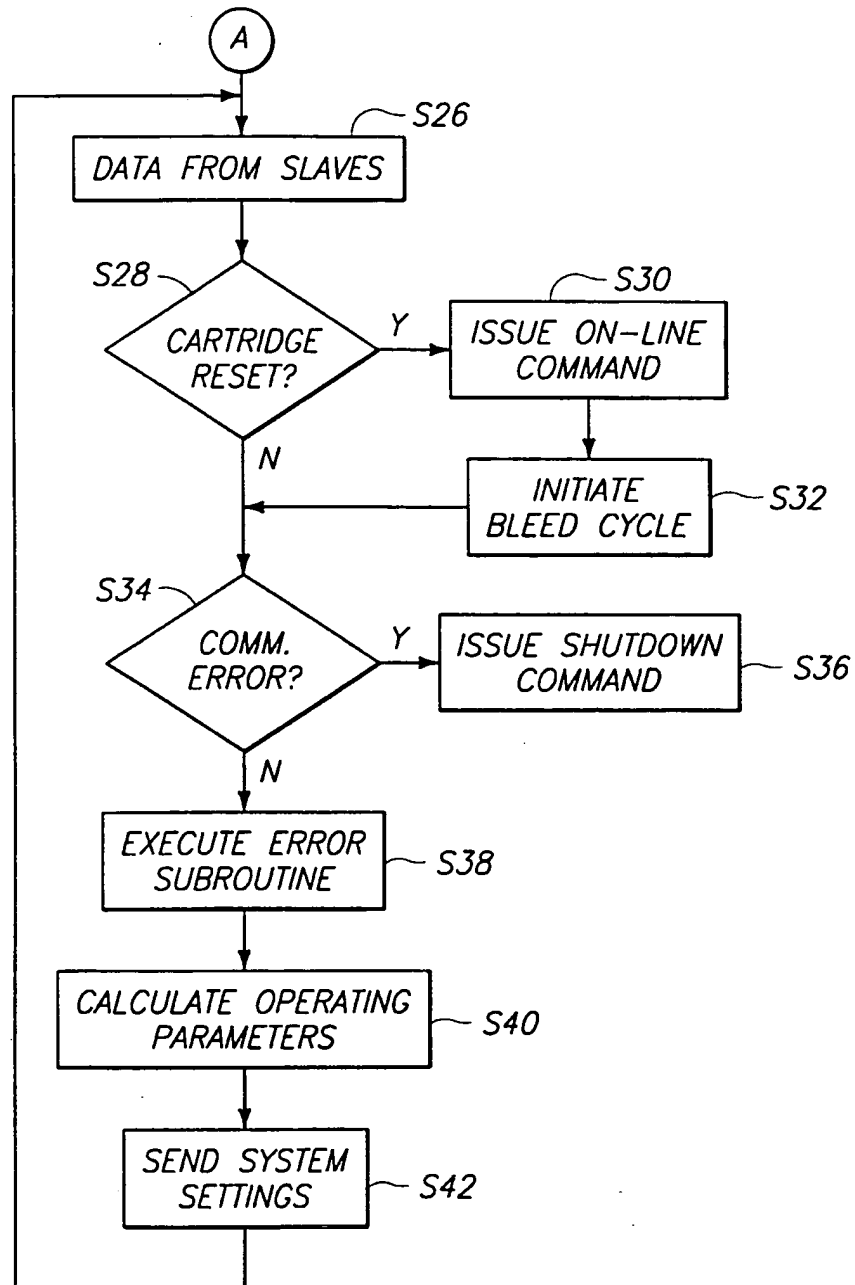 A
S26
DATA FROM SLAVES
S28
CARTRIDGE
RESET?
Y
S30
ISSUE ON-LINE
COMMAND
N
INITIATE
BLEED CYCLE
S32
S34
COMM.
ERROR?
Y
ISSUE SHUTDOWN
COMMAND
S36
N
EXECUTE ERROR
SUBROUTINE
S38
CALCULATE OPERATING
PARAMETERS
S40
SEND SYSTEM
SETTINGS
S42